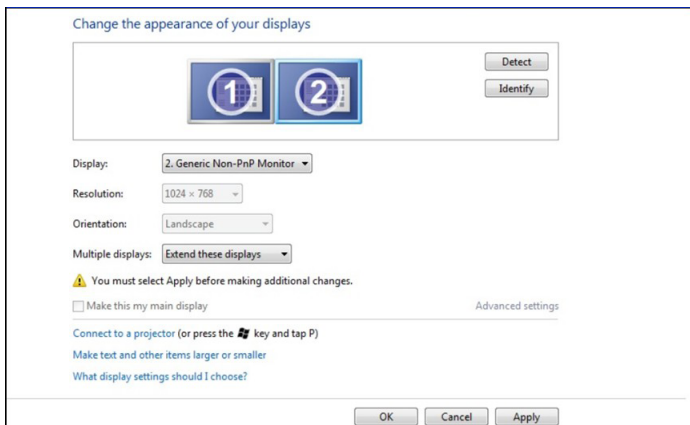 Change the appearance of your displays
1 2
Detect
Identify
Display: 2. Generic Non-PnP Monitor
Resolution: 1024 × 768
Orientation: Landscape
Multiple displays: Extend these displays
You must select Apply before making additional changes.
Make this my main display Advanced settings
Connect to a projector (or press the key and tap P)
Make text and other items larger or smaller
What display settings should I choose?
OK Cancel Apply